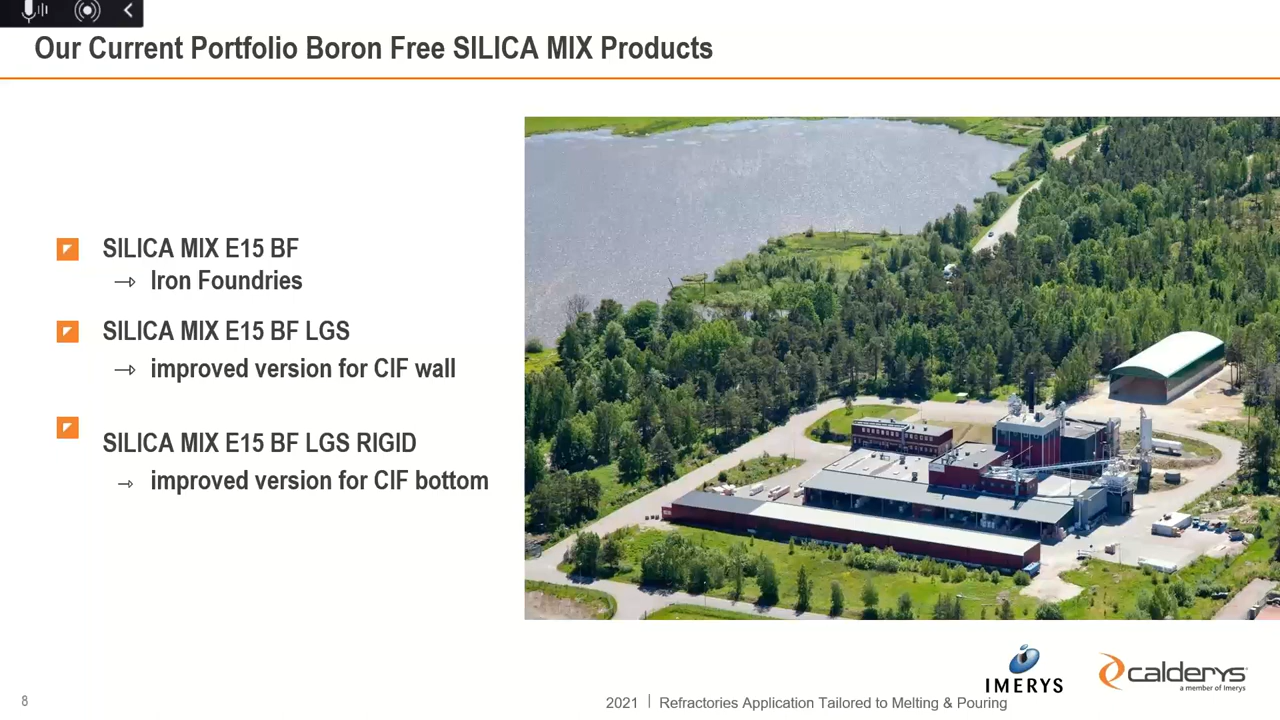 Our Current Portfolio Boron Free SILICA MIX Products
SILICA MIX E15 BF
→ Iron Foundries
SILICA MIX E15 BF LGS
→ improved version for CIF wall
SILICA MIX E15 BF LGS RIGID
→ improved version for CIF bottom
IMERYS
calderys
a member of Imerys
8
2021 | Refractories Application Tailored to Melting & Pouring